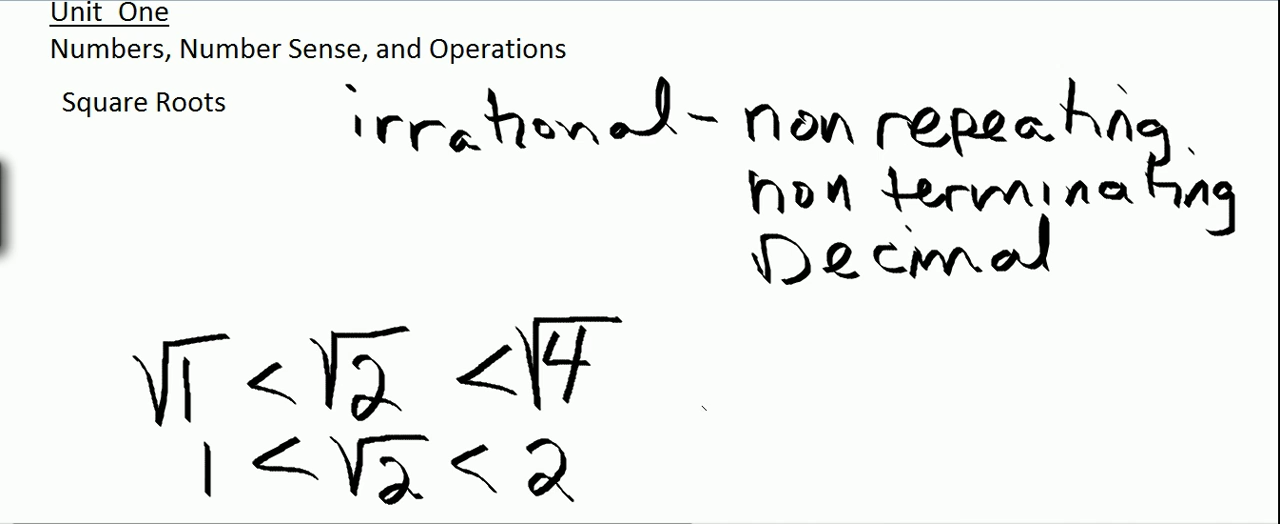 Unit One
Numbers, Number Sense, and Operations
Square Roots
irrational - non repeating
non terminating
Decimal
√1 < √2 < √4
1 < √2 < 2